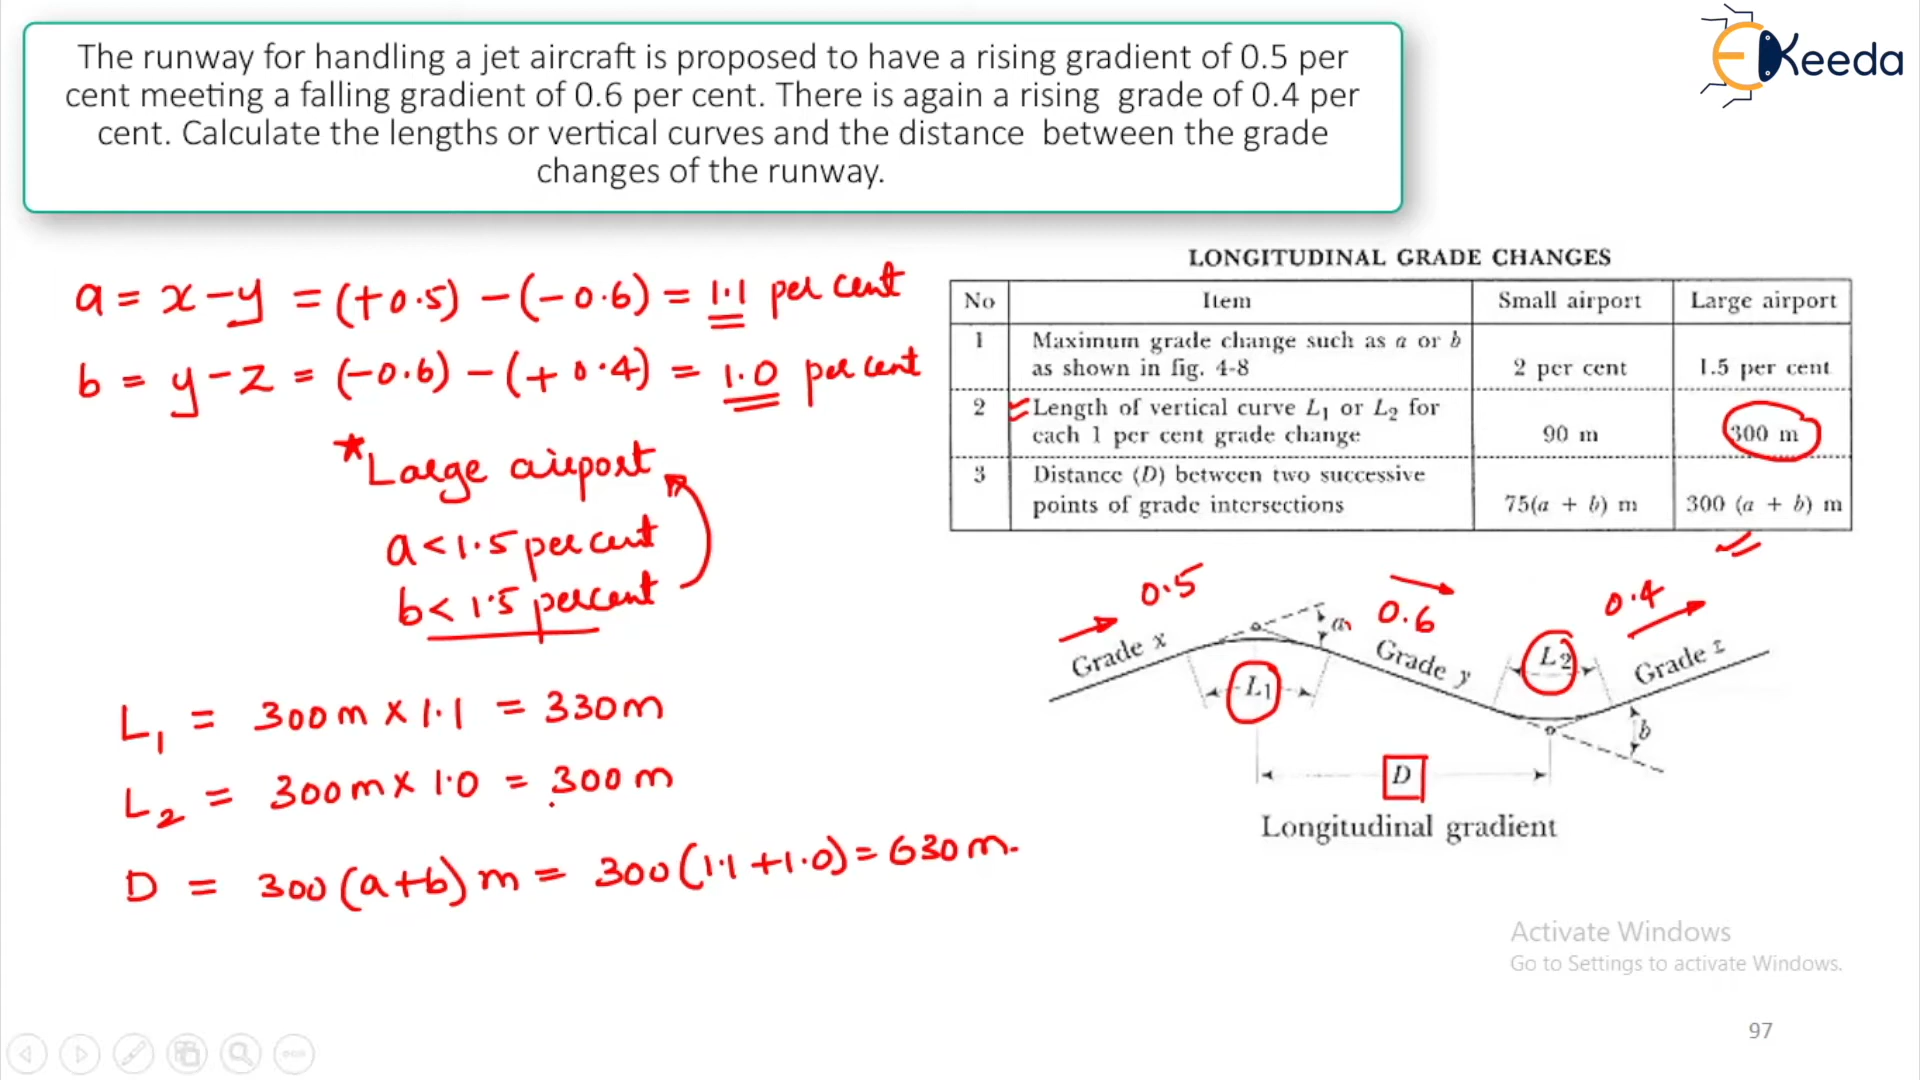 The runway for handling a jet aircraft is proposed to have a rising gradient of 0.5 per
cent meeting a falling gradient of 0.6 per cent. There is again a rising grade of 0.4 per
cent. Calculate the lengths or vertical curves and the distance between the grade
changes of the runway.
Keeda
a = x - y = (+0.5) - (-0.6) = 1.1 per cent
b = y - z = (-0.6) - (+0.4) = 1.0 per cent
*Large airport
a < 1.5 per cent
b < 1.5 percent
L₁ = 300m x 1.1 = 330m
L₂ = 300m x 1.0 = 300m
D = 300(a+b)m = 300(1.1+1.0) = 630m.
LONGITUDINAL GRADE CHANGES
No Item Small airport Large airport
1 Maximum grade change such as a or b
as shown in fig. 4-8 2 per cent 1.5 per cent
2 Length of vertical curve L₁ or L₂ for
each 1 per cent grade change 90 m 300 m
3 Distance (D) between two successive
points of grade intersections 75(a + b) m 300 (a + b) m
0.5 0.6 0.4
Grade x a Grade y L₂ Grade z
L₁ b
D
Longitudinal gradient
Activate Windows
Go to Settings to activate Windows.
97